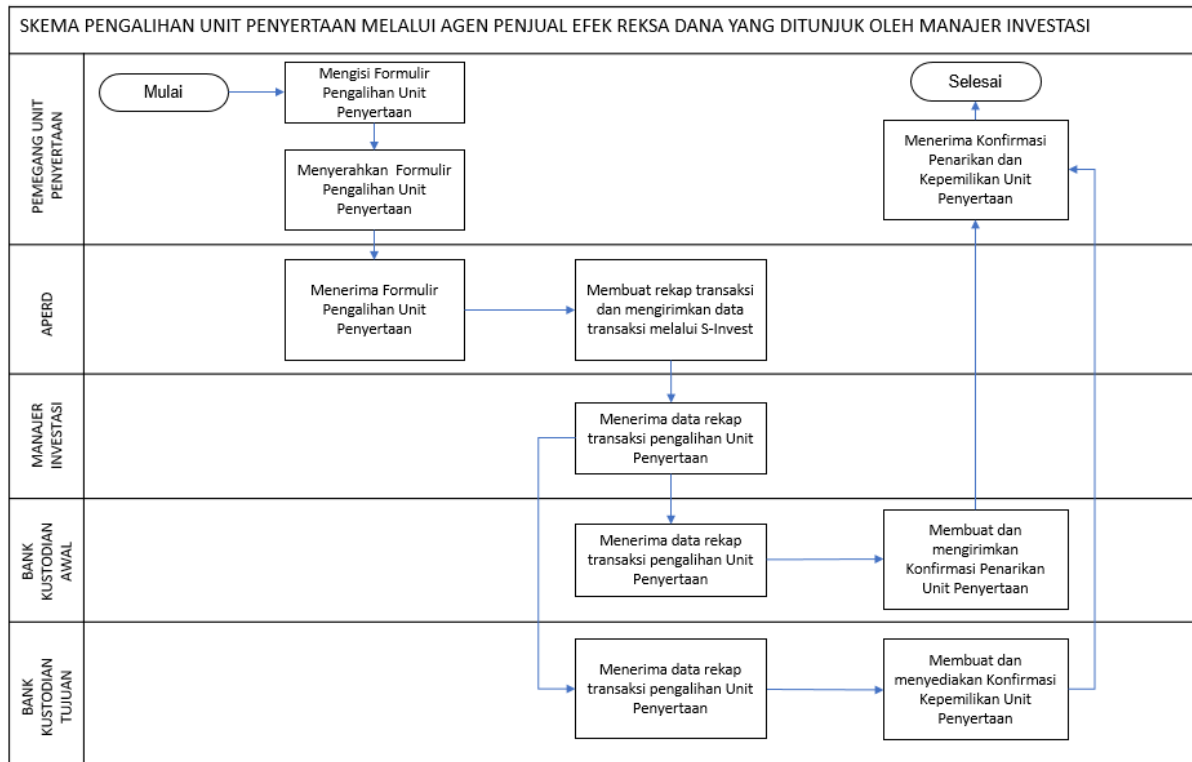 SKEMA PENGALIHAN UNIT PENYERTAAN MELALUI AGEN PENJUAL EFEK REKSA DANA YANG DITUNJUK OLEH MANAJER INVESTASI
PEMEGANG UNIT
PENYERTAAN
Mulai
Mengisi Formulir
Pengalihan Unit
Penyertaan
Selesai
Menyerahkan Formulir
Pengalihan Unit
Penyertaan
Menerima Konfirmasi
Penarikan dan
Kepemilikan Unit
Penyertaan
APERD
Menerima Formulir
Pengalihan Unit
Penyertaan
Membuat rekap transaksi
dan mengirimkan data
transaksi melalui S-Invest
MANAJER
INVESTASI
Menerima data rekap
transaksi pengalihan Unit
Penyertaan
BANK
KUSTODIAN
AWAL
Menerima data rekap
transaksi pengalihan Unit
Penyertaan
Membuat dan
mengirimkan
Konfirmasi Penarikan
Unit Penyertaan
BANK
KUSTODIAN
TUJUAN
Menerima data rekap
transaksi pengalihan Unit
Penyertaan
Membuat dan
menyediakan Konfirmasi
Kepemilikan Unit
Penyertaan